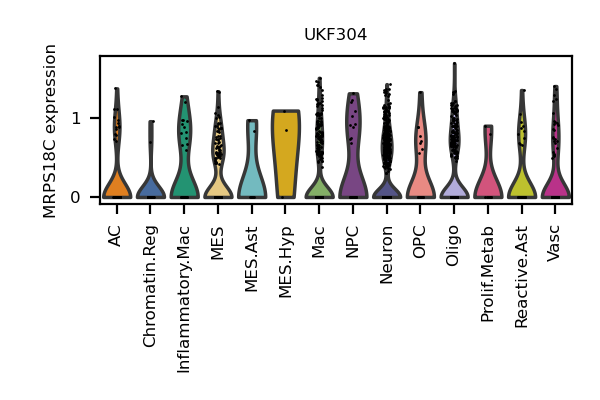 UKF304
MRPS18C expression
1
0
AC
Chromatin.Reg
Inflammatory.Mac
MES
MES.Ast
MES.Hyp
Mac
NPC
Neuron
OPC
Oligo
Prolif.Metab
Reactive.Ast
Vasc